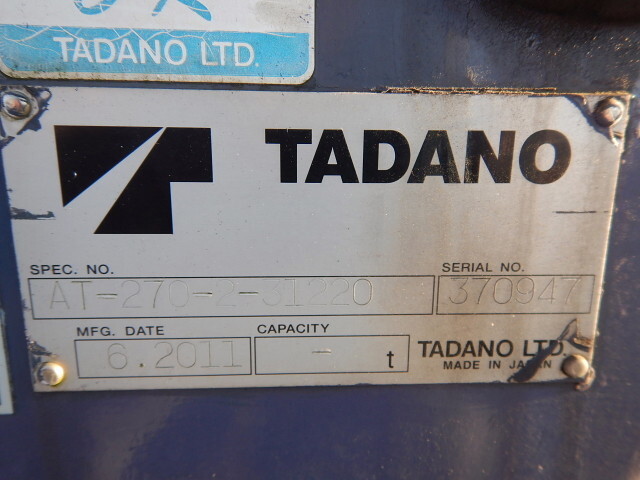 TADANO LTD.
TADANO
SPEC. NO.
AT-270-2-31220
SERIAL NO.
370947
MFG. DATE
6.2011
CAPACITY
- t
TADANO LTD.
MADE IN JAPAN